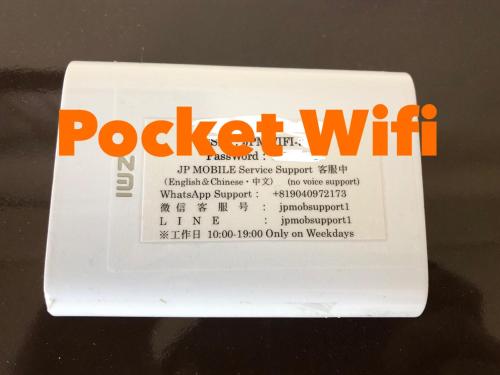 Pocket Wifi
PassWord :
JP MOBILE Service Support 客服中
(English＆Chinese・中文) (no voice support)
WhatsApp Support: +819040972173
微 信 客 服 号 : jpmobsupport1
L I N E : jpmobsupport1
※工作日 10:00-19:00 Only on Weekdays
ZMI